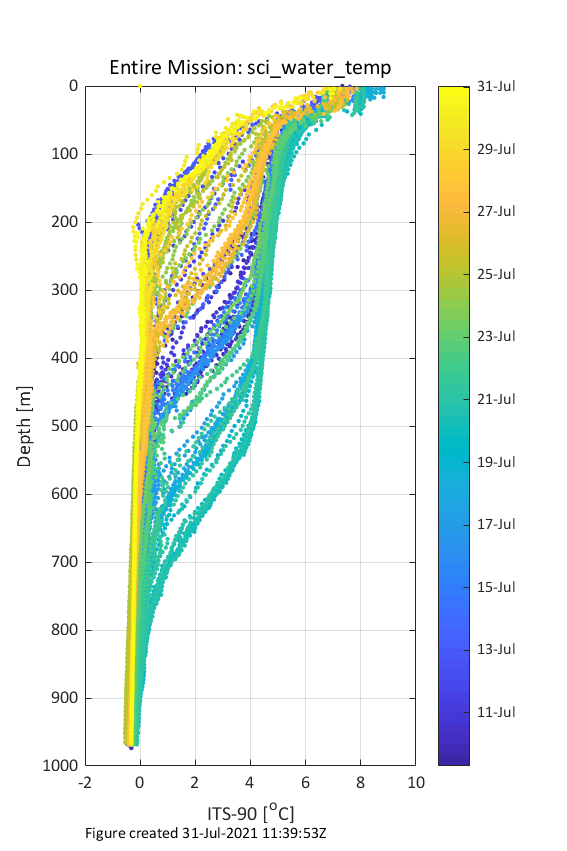 Entire Mission: sci_water_temp
0
100
200
300
400
500
600
700
800
900
1000
Depth [m]
-2 0 2 4 6 8 10
ITS-90 [°C]
31-Jul
29-Jul
27-Jul
25-Jul
23-Jul
21-Jul
19-Jul
17-Jul
15-Jul
13-Jul
11-Jul
Figure created 31-Jul-2021 11:39:53Z